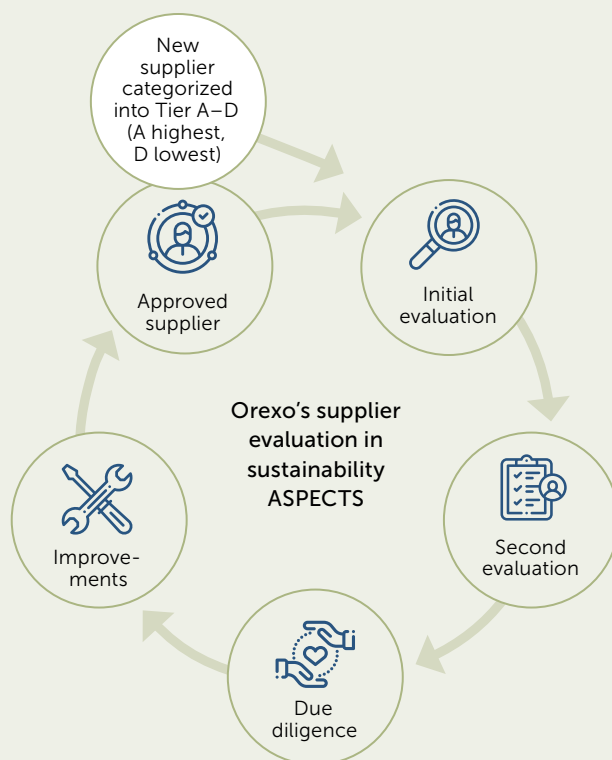 New
supplier
categorized
into Tier A–D
(A highest,
D lowest)
Approved
supplier
Initial
evaluation
Orexo’s supplier
evaluation in
sustainability
ASPECTS
Second
evaluation
Improve-
ments
Due
diligence